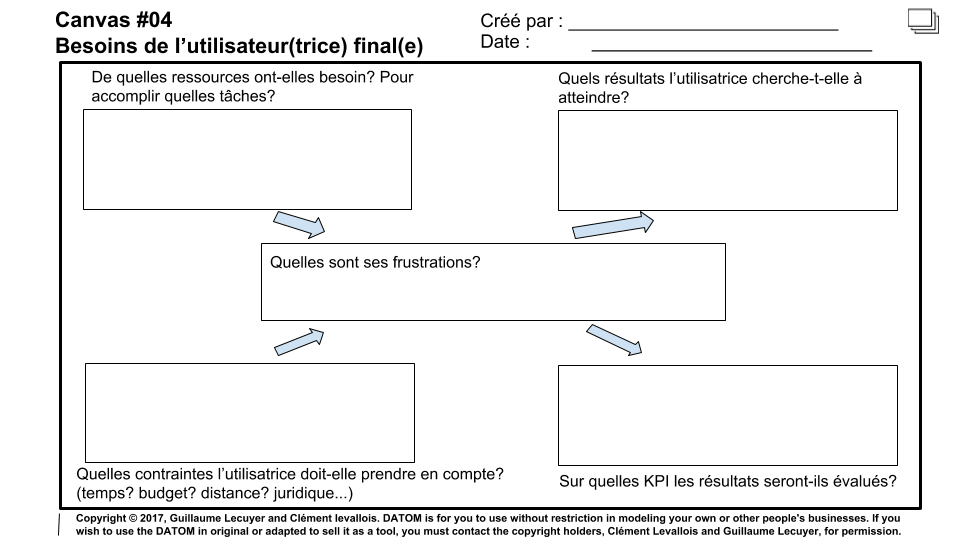 Canvas #04
Besoins de l’utilisateur(trice) final(e)
Créé par :
Date :
De quelles ressources ont-elles besoin? Pour
accomplir quelles tâches?
Quels résultats l’utilisatrice cherche-t-elle à
atteindre?
Quelles sont ses frustrations?
Quelles contraintes l’utilisatrice doit-elle prendre en compte?
(temps? budget? distance? juridique...)
Sur quelles KPI les résultats seront-ils évalués?
Copyright © 2017, Guillaume Lecuyer and Clément levallois. DATOM is for you to use without restriction in modeling your own or other people's businesses. If you
wish to use the DATOM in original or adapted to sell it as a tool, you must contact the copyright holders, Clément Levallois and Guillaume Lecuyer, for permission.